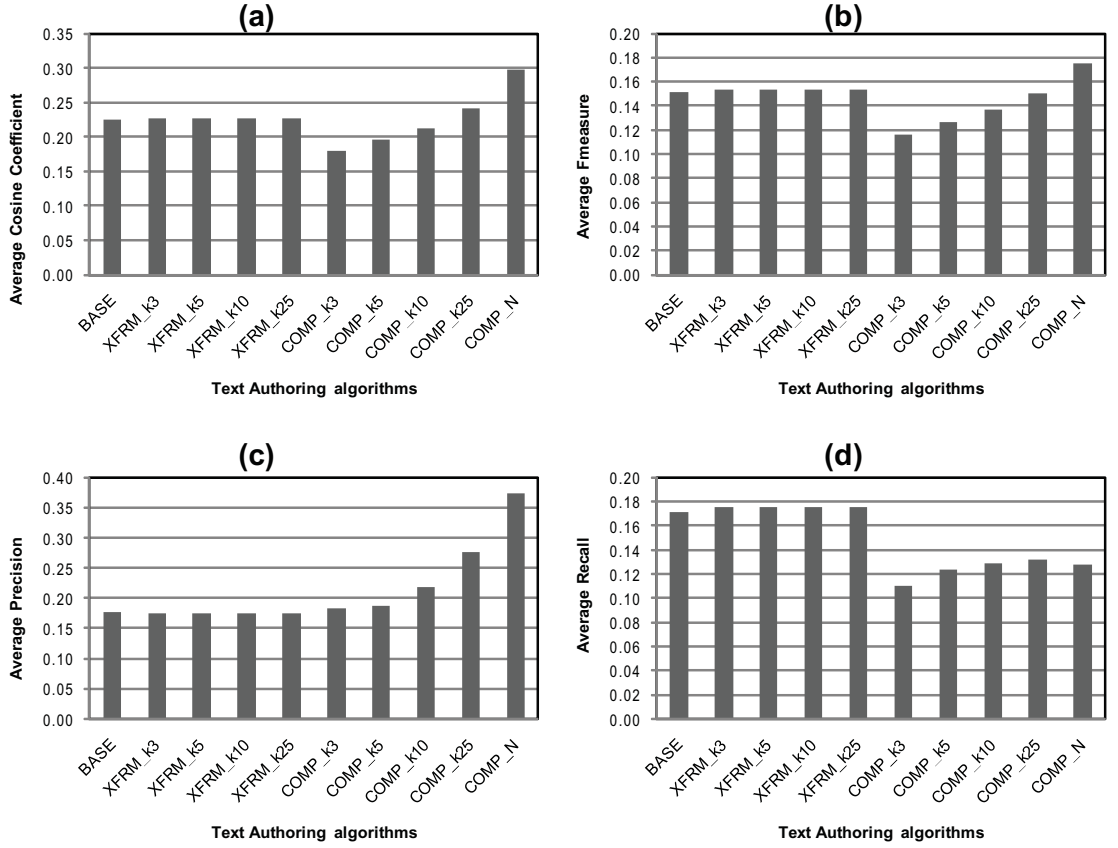 (a)
Average Cosine Coefficient
0.35
0.30
0.25
0.20
0.15
0.10
0.05
0.00
BASE
XFRM_k3
XFRM_k5
XFRM_k10
XFRM_k25
COMP_k3
COMP_k5
COMP_k10
COMP_k25
COMP_N
Text Authoring algorithms
(b)
Average Fmeasure
0.20
0.18
0.16
0.14
0.12
0.10
0.08
0.06
0.04
0.02
0.00
BASE
XFRM_k3
XFRM_k5
XFRM_k10
XFRM_k25
COMP_k3
COMP_k5
COMP_k10
COMP_k25
COMP_N
Text Authoring algorithms
(c)
Average Precision
0.40
0.35
0.30
0.25
0.20
0.15
0.10
0.05
0.00
BASE
XFRM_k3
XFRM_k5
XFRM_k10
XFRM_k25
COMP_k3
COMP_k5
COMP_k10
COMP_k25
COMP_N
Text Authoring algorithms
(d)
Average Recall
0.20
0.18
0.16
0.14
0.12
0.10
0.08
0.06
0.04
0.02
0.00
BASE
XFRM_k3
XFRM_k5
XFRM_k10
XFRM_k25
COMP_k3
COMP_k5
COMP_k10
COMP_k25
COMP_N
Text Authoring algorithms